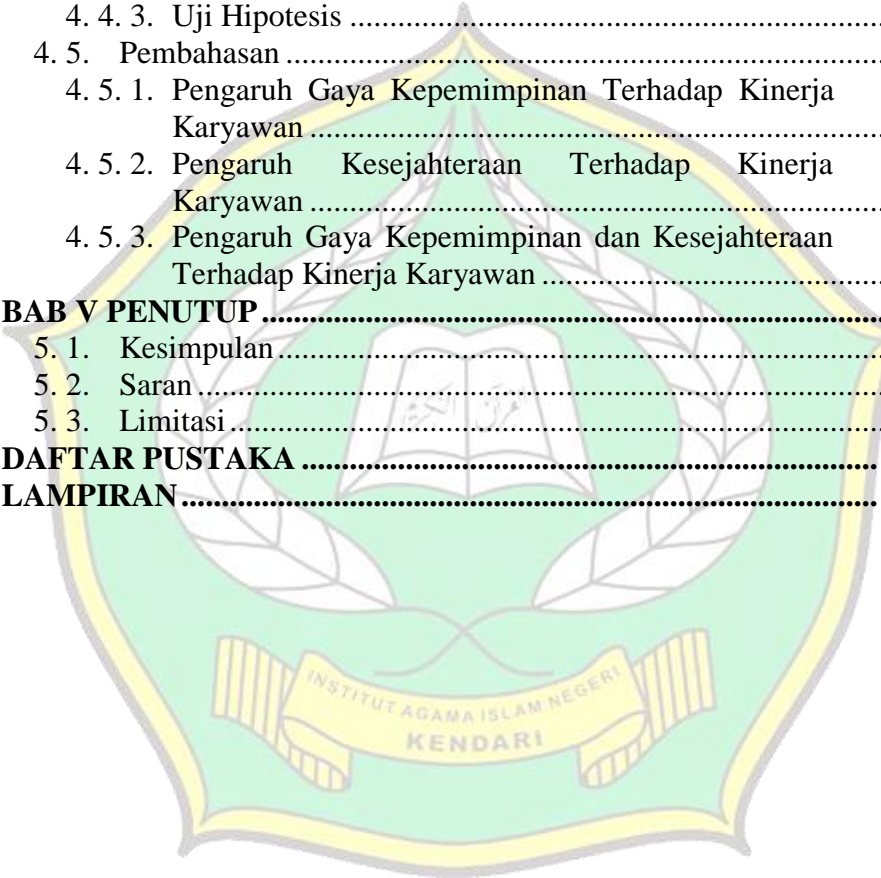 4. 4. 3. Uji Hipotesis ........................................................................
4. 5. Pembahasan ................................................................................
4. 5. 1. Pengaruh Gaya Kepemimpinan Terhadap Kinerja
Karyawan .............................................................................
4. 5. 2. Pengaruh Kesejahteraan Terhadap Kinerja
Karyawan .............................................................................
4. 5. 3. Pengaruh Gaya Kepemimpinan dan Kesejahteraan
Terhadap Kinerja Karyawan ..............................................
BAB V PENUTUP ...................................................................................
5. 1. Kesimpulan .................................................................................
5. 2. Saran ............................................................................................
5. 3. Limitasi ........................................................................................
DAFTAR PUSTAKA .............................................................................
LAMPIRAN .............................................................................................
INSTITUT AGAMA ISLAM NEGERI
KENDARI